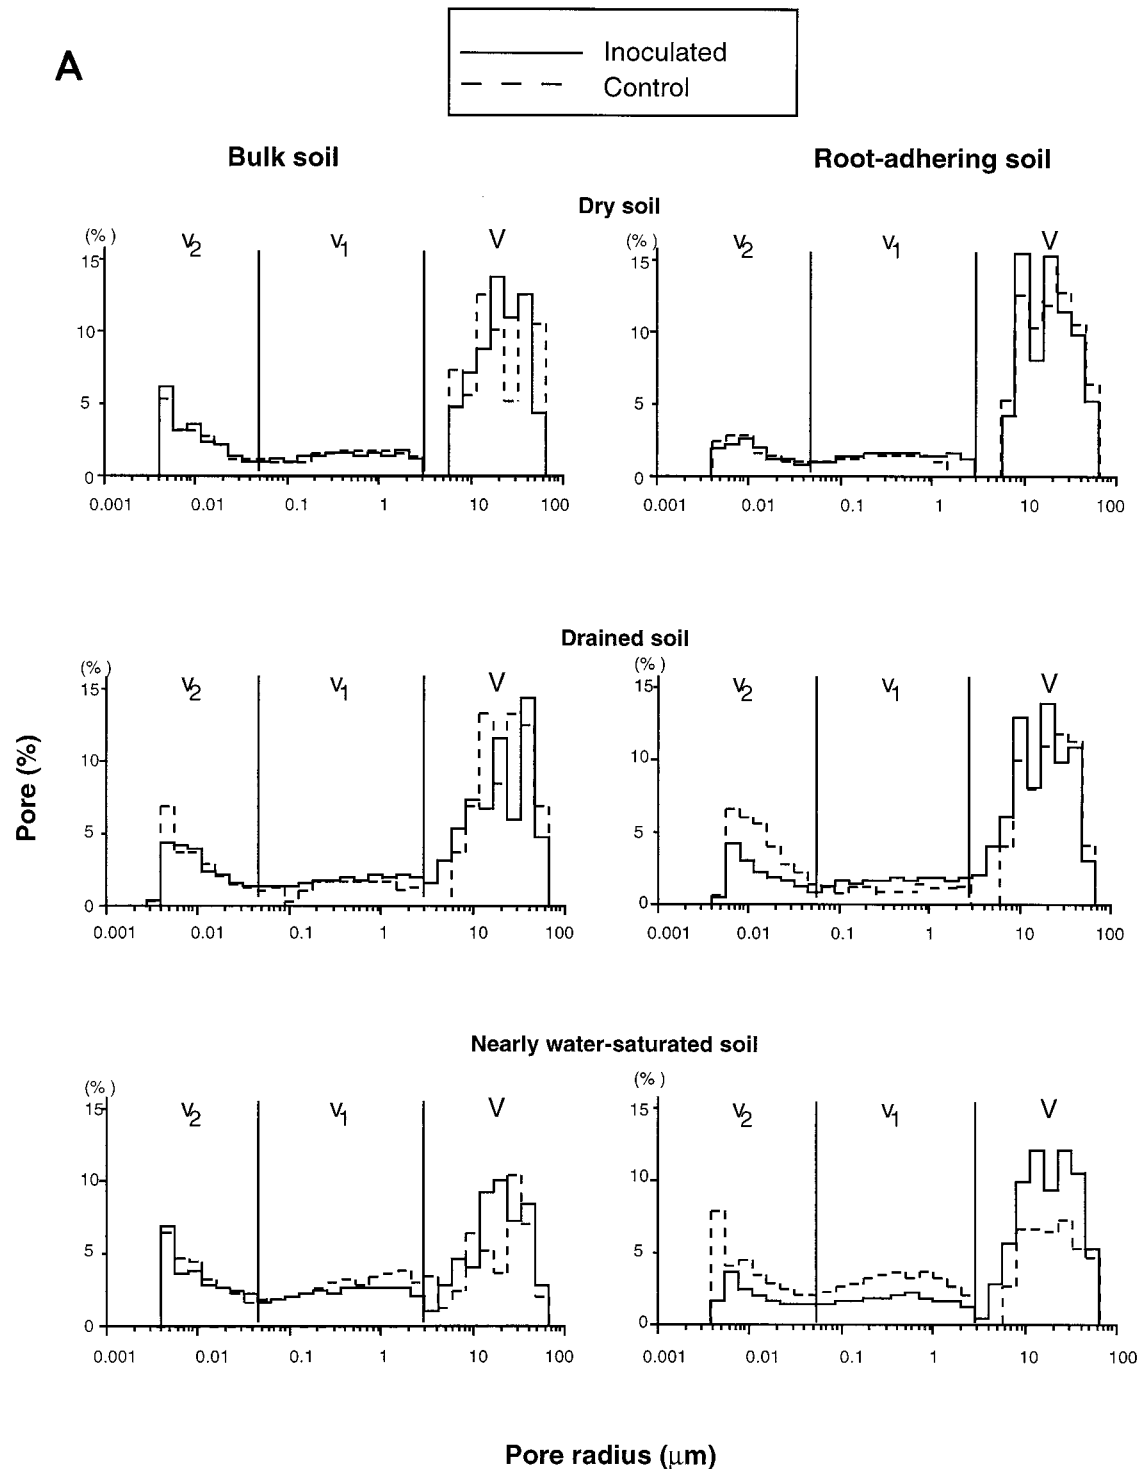 A
Inoculated
Control
Bulk soil
Root-adhering soil
Dry soil
(%) v2 v1 V
15
10
5
0
0.001 0.01 0.1 1 10 100
(%) v2 v1 V
15
10
5
0
0.001 0.01 0.1 1 10 100
Drained soil
(%) v2 v1 V
15
10
5
0
0.001 0.01 0.1 1 10 100
(%) v2 v1 V
15
10
5
0
0.001 0.01 0.1 1 10 100
Pore (%)
Nearly water-saturated soil
(%) v2 v1 V
15
10
5
0
0.001 0.01 0.1 1 10 100
(%) v2 v1 V
15
10
5
0
0.001 0.01 0.1 1 10 100
Pore radius (μm)